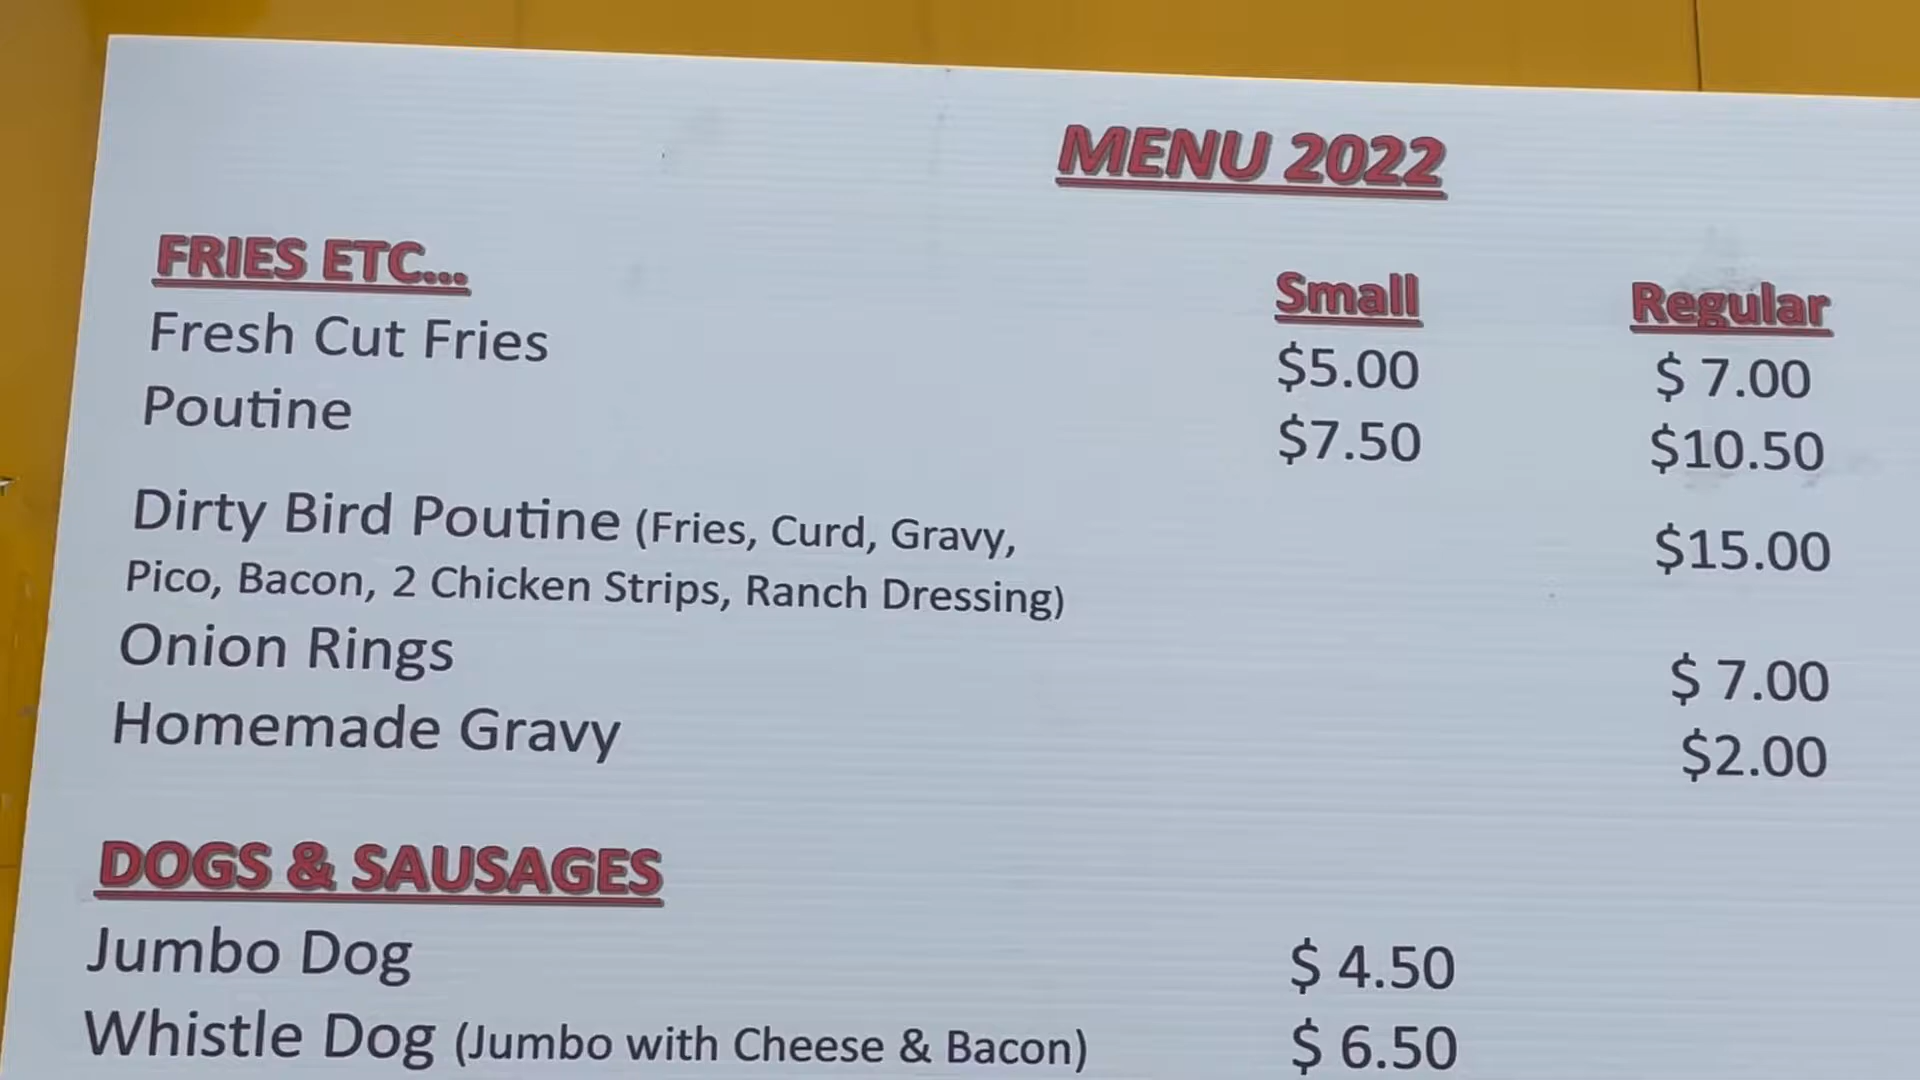 MENU 2022
FRIES ETC... Small Regular
Fresh Cut Fries $5.00 $ 7.00
Poutine $7.50 $10.50
Dirty Bird Poutine (Fries, Curd, Gravy, $15.00
Pico, Bacon, 2 Chicken Strips, Ranch Dressing)
Onion Rings $ 7.00
Homemade Gravy $2.00
DOGS & SAUSAGES
Jumbo Dog $ 4.50
Whistle Dog (Jumbo with Cheese & Bacon) $ 6.50